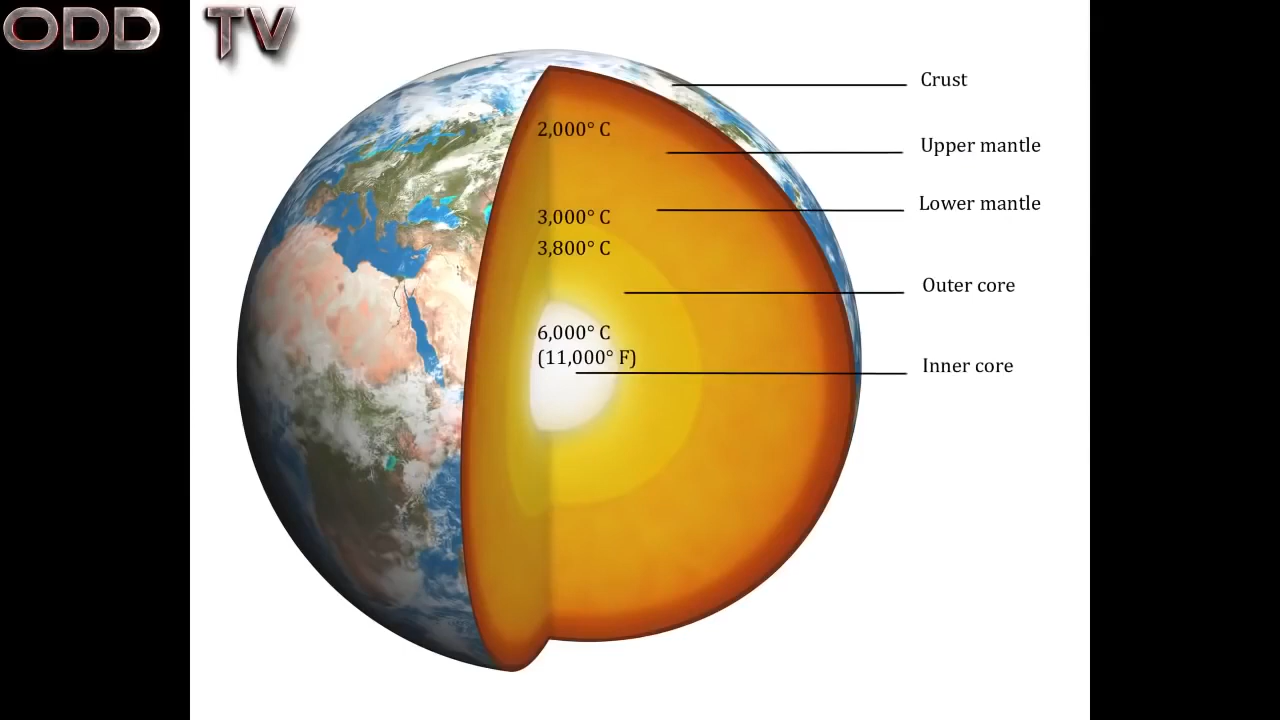 ODD TV
Crust
2,000° C
Upper mantle
Lower mantle
3,000° C
3,800° C
Outer core
6,000° C
(11,000° F)
Inner core